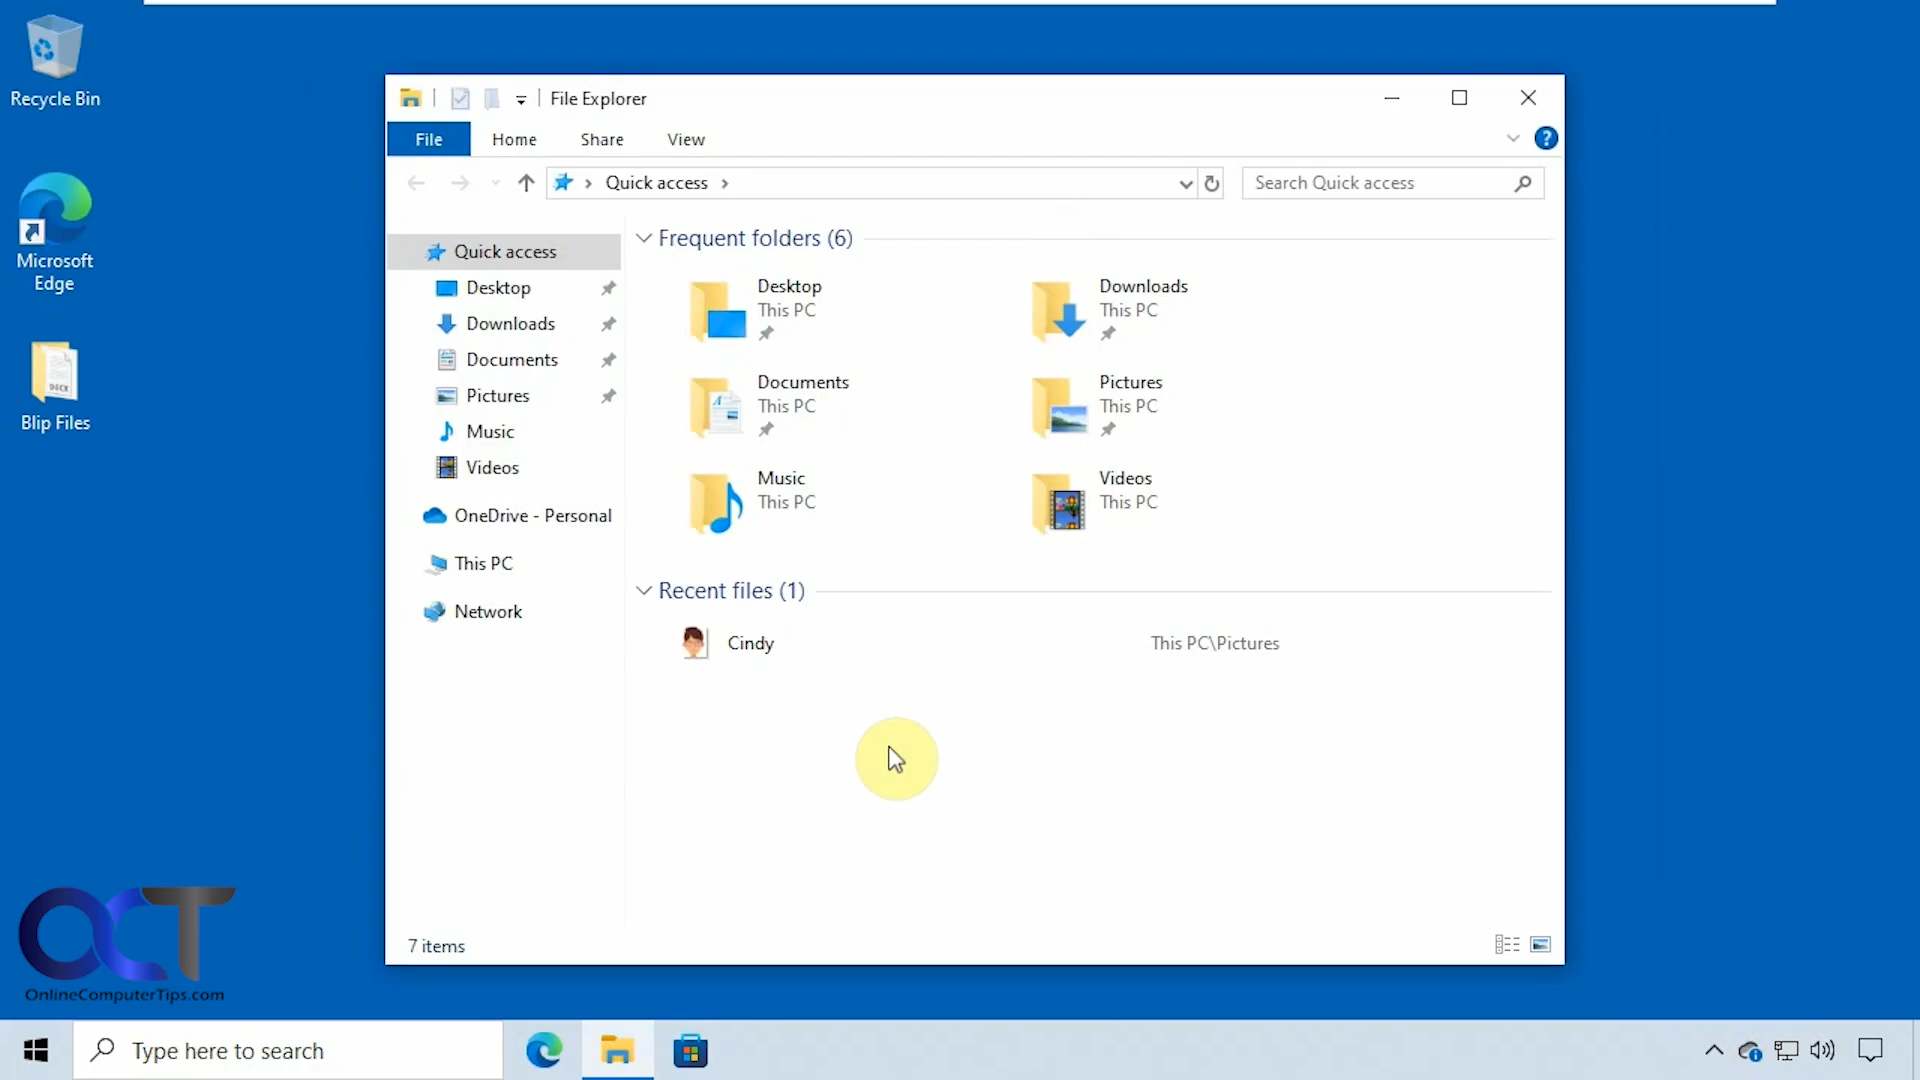 Recycle Bin
Microsoft
Edge
DOCX
Blip Files
File Explorer
File
Home
Share
View
?
Quick access
Search Quick access
Quick access
Desktop
Downloads
Documents
Pictures
Music
Videos
OneDrive - Personal
This PC
Network
Frequent folders (6)
Desktop
This PC
Downloads
This PC
Documents
This PC
Pictures
This PC
Music
This PC
Videos
This PC
Recent files (1)
Cindy
This PC\Pictures
7 items
OCT
OnlineComputerTips.com
Type here to search